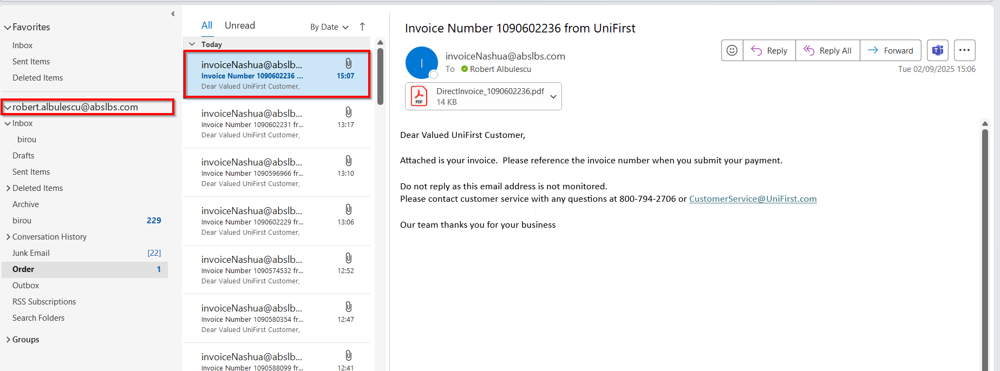 Favorites
Inbox
Sent Items
Deleted Items
robert.albulescu@abslbs.com
Inbox
birou
Drafts
Sent Items
Deleted Items
Archive
birou 229
Conversation History
Junk Email [22]
Order 1
Outbox
RSS Subscriptions
Search Folders
Groups
All Unread By Date
Today
invoiceNashua@abslb...
Invoice Number 1090602236 ... 15:07
Dear Valued UniFirst Customer,
invoiceNashua@abslb...
Invoice Number 1090602231 fr... 13:17
Dear Valued UniFirst Customer,
invoiceNashua@abslb...
Invoice Number 1090596966 fr... 13:10
Dear Valued UniFirst Customer,
invoiceNashua@abslb...
Invoice Number 1090602229 fr... 13:06
Dear Valued UniFirst Customer,
invoiceNashua@abslb...
Invoice Number 1090574532 fr... 12:52
Dear Valued UniFirst Customer,
invoiceNashua@abslb...
Invoice Number 1090580354 fr... 12:47
Dear Valued UniFirst Customer,
invoiceNashua@abslb...
Invoice Number 1090588099 fr... 12:41
Invoice Number 1090602236 from UniFirst
I
invoiceNashua@abslbs.com
To Robert Albulescu
Reply Reply All Forward
Tue 02/09/2025 15:06
PDF
DirectInvoice_1090602236.pdf
14 KB
Dear Valued UniFirst Customer,
Attached is your invoice. Please reference the invoice number when you submit your payment.
Do not reply as this email address is not monitored.
Please contact customer service with any questions at 800-794-2706 or CustomerService@UniFirst.com
Our team thanks you for your business